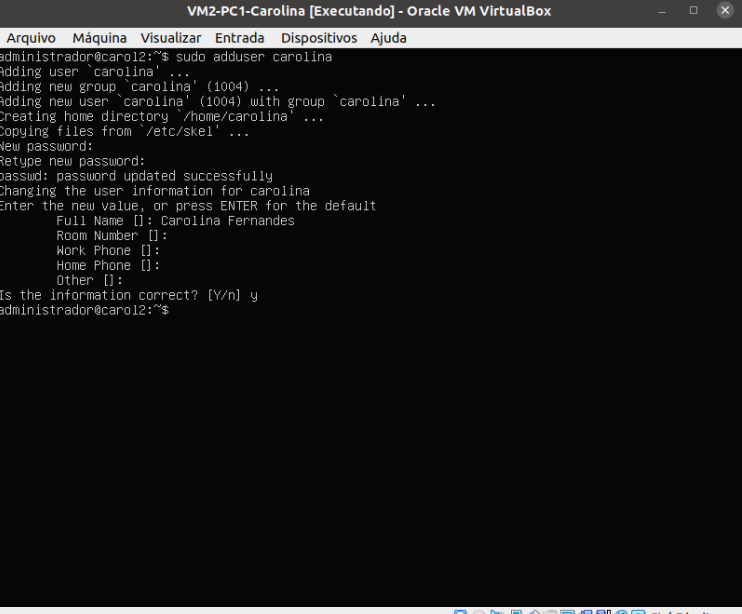 VM2-PC1-Carolina [Executando] - Oracle VM VirtualBox
Arquivo Máquina Visualizar Entrada Dispositivos Ajuda
administrador@carol2:~$ sudo adduser carolina
Adding user `carolina' ...
Adding new group `carolina' (1004) ...
Adding new user `carolina' (1004) with group `carolina' ...
Creating home directory `/home/carolina' ...
Copying files from `/etc/skel' ...
New password:
Retype new password:
passwd: password updated successfully
Changing the user information for carolina
Enter the new value, or press ENTER for the default
Full Name []: Carolina Fernandes
Room Number []:
Work Phone []:
Home Phone []:
Other []:
Is the information correct? [Y/n] y
administrador@carol2:~$